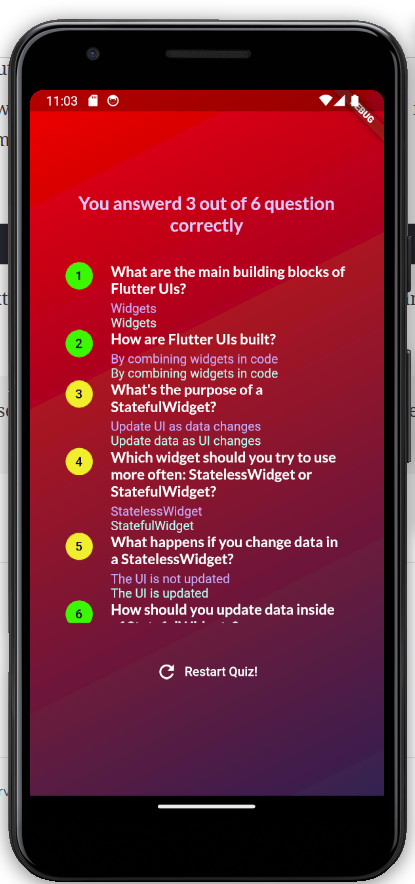 11:03
DEBUG
You answerd 3 out of 6 question
correctly
1
What are the main building blocks of
Flutter UIs?
Widgets
Widgets
2
How are Flutter UIs built?
By combining widgets in code
By combining widgets in code
3
What's the purpose of a
StatefulWidget?
Update UI as data changes
Update data as UI changes
4
Which widget should you try to use
more often: StatelessWidget or
StatefulWidget?
StatelessWidget
StatefulWidget
5
What happens if you change data in
a StatelessWidget?
The UI is not updated
The UI is updated
6
How should you update data inside
Restart Quiz!